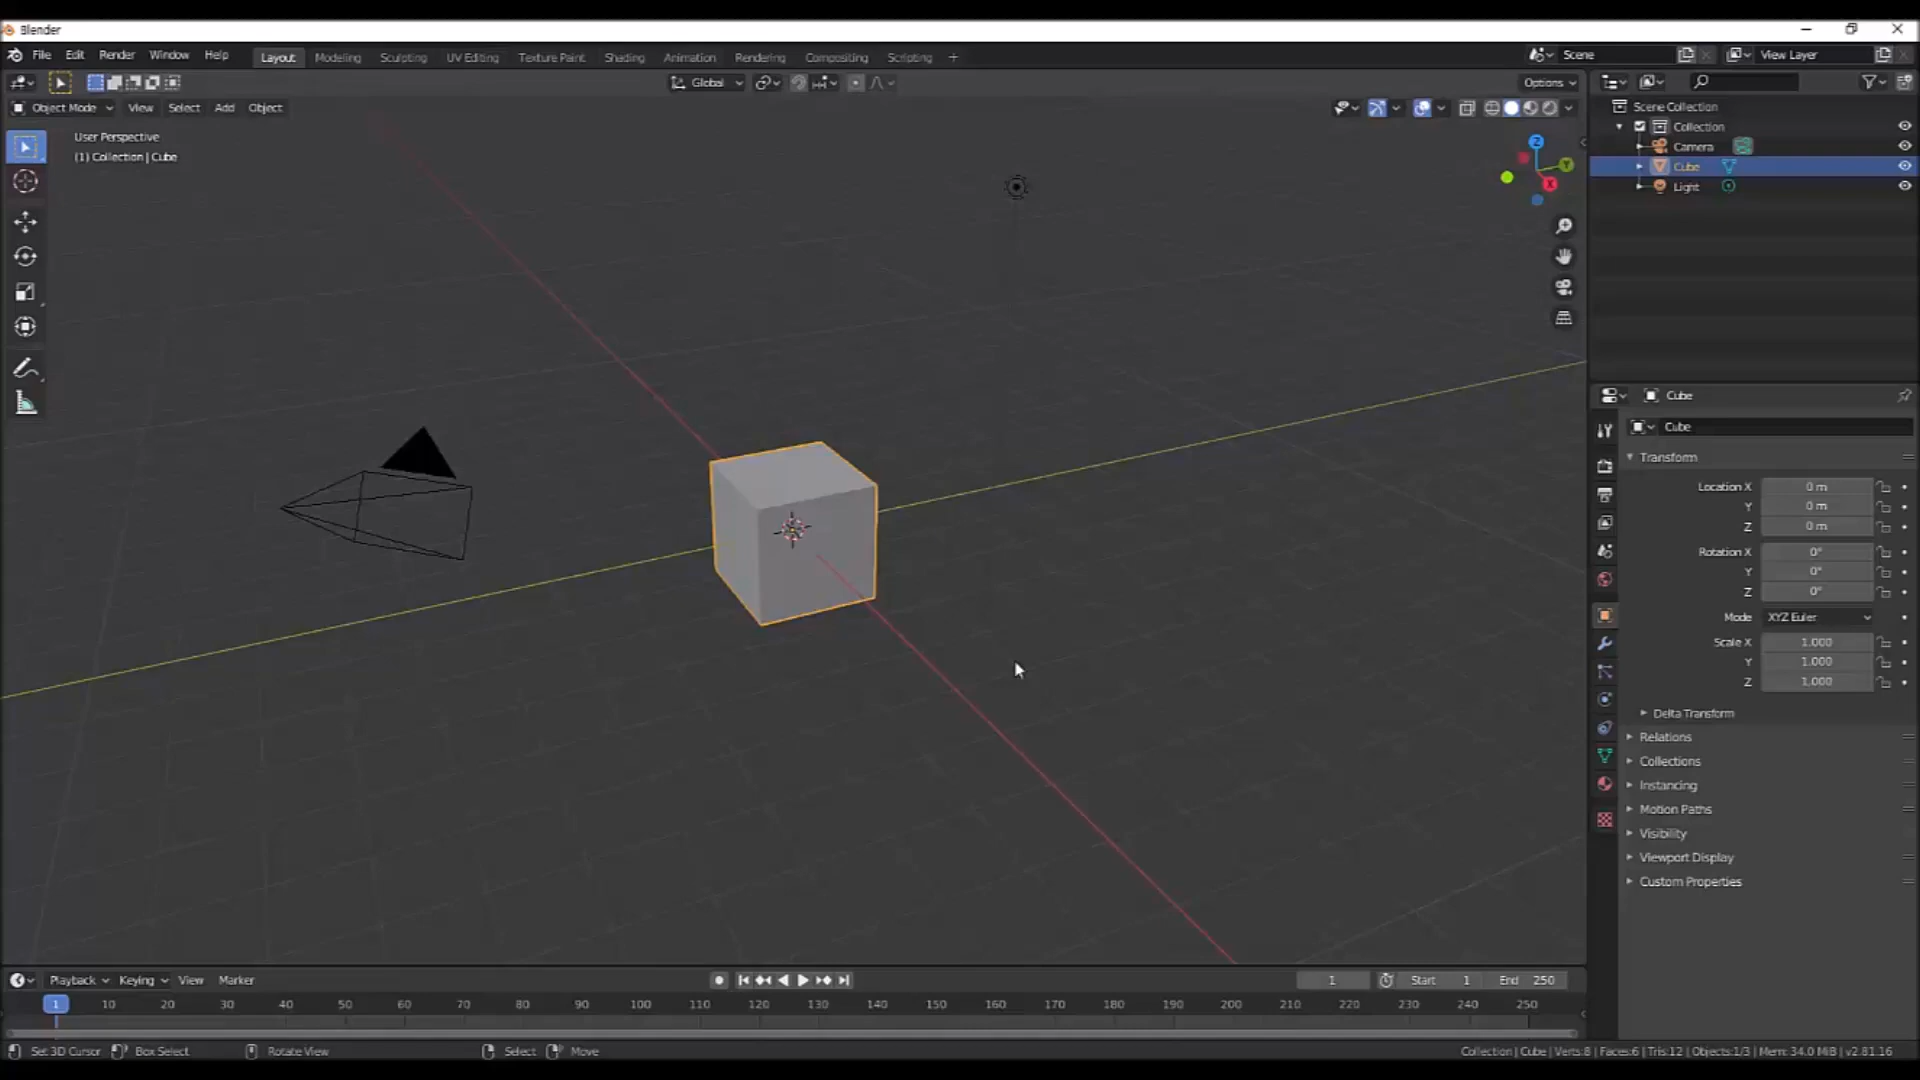 Blender
File Edit Render Window Help Layout Modeling Sculpting UV Editing Texture Paint Shading Animation Rendering Compositing Scripting + Scene View Layer
Global Options
Object Mode View Select Add Object
User Perspective
(1) Collection | Cube
Z
Y
X
Scene Collection
Collection
Camera
Cube
Light
Cube
Cube
Transform
Location X 0 m
Y 0 m
Z 0 m
Rotation X 0°
Y 0°
Z 0°
Mode XYZ Euler
Scale X 1.000
Y 1.000
Z 1.000
Delta Transform
Relations
Collections
Instancing
Motion Paths
Visibility
Viewport Display
Custom Properties
Playback Keying View Marker 1 Start 1 End 250
1 10 20 30 40 50 60 70 80 90 100 110 120 130 140 150 160 170 180 190 200 210 220 230 240 250
Set 3D Cursor Box Select Rotate View Select Move Collection | Cube | Verts:8 | Faces:6 | Tris:12 | Objects:1/3 | Mem: 34.0 MiB | v2.81.16